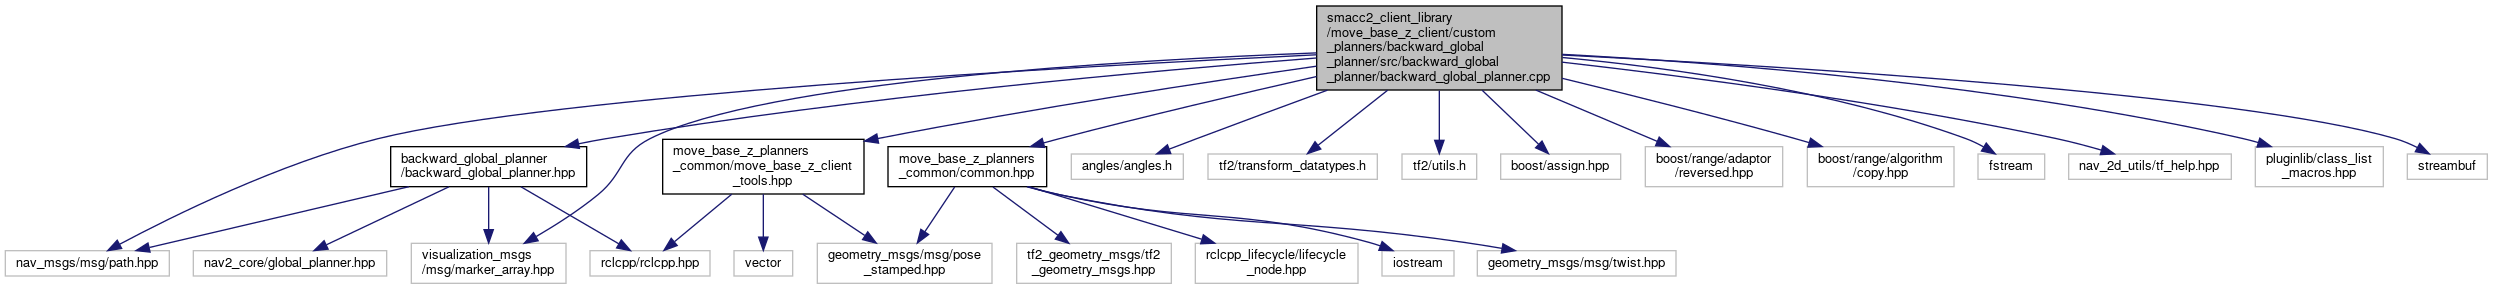 smacc2_client_library
/move_base_z_client/custom
_planners/backward_global
_planner/src/backward_global
_planner/backward_global_planner.cpp
backward_global_planner
/backward_global_planner.hpp
move_base_z_planners
_common/move_base_z_client
_tools.hpp
move_base_z_planners
_common/common.hpp
angles/angles.h
tf2/transform_datatypes.h
tf2/utils.h
boost/assign.hpp
boost/range/adaptor
/reversed.hpp
boost/range/algorithm
/copy.hpp
fstream
nav_2d_utils/tf_help.hpp
pluginlib/class_list
_macros.hpp
streambuf
nav_msgs/msg/path.hpp
nav2_core/global_planner.hpp
visualization_msgs
/msg/marker_array.hpp
rclcpp/rclcpp.hpp
vector
geometry_msgs/msg/pose
_stamped.hpp
tf2_geometry_msgs/tf2
_geometry_msgs.hpp
rclcpp_lifecycle/lifecycle
_node.hpp
iostream
geometry_msgs/msg/twist.hpp